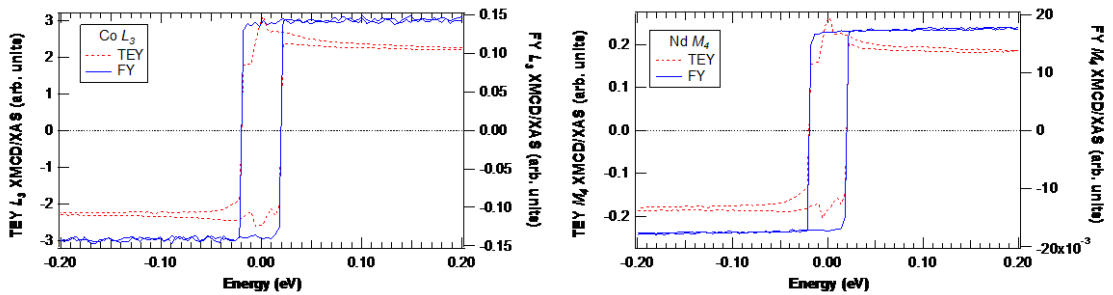 TEY L3 XMCD/XAS (arb. units)
3
2
1
0
-1
-2
-3
Co L3
TEY
FY
0.15
0.10
0.05
0.00
-0.05
-0.10
-0.15
FY L3 XMCD/XAS (arb. units)
-0.20
-0.10
0.00
0.10
0.20
Energy (eV)
TEY M4 XMCD/XAS (arb. units)
0.2
0.1
0.0
-0.1
-0.2
Nd M4
TEY
FY
20
10
0
-10
-20x10-3
FY M4 XMCD/XAS (arb. units)
-0.20
-0.10
0.00
0.10
0.20
Energy (eV)